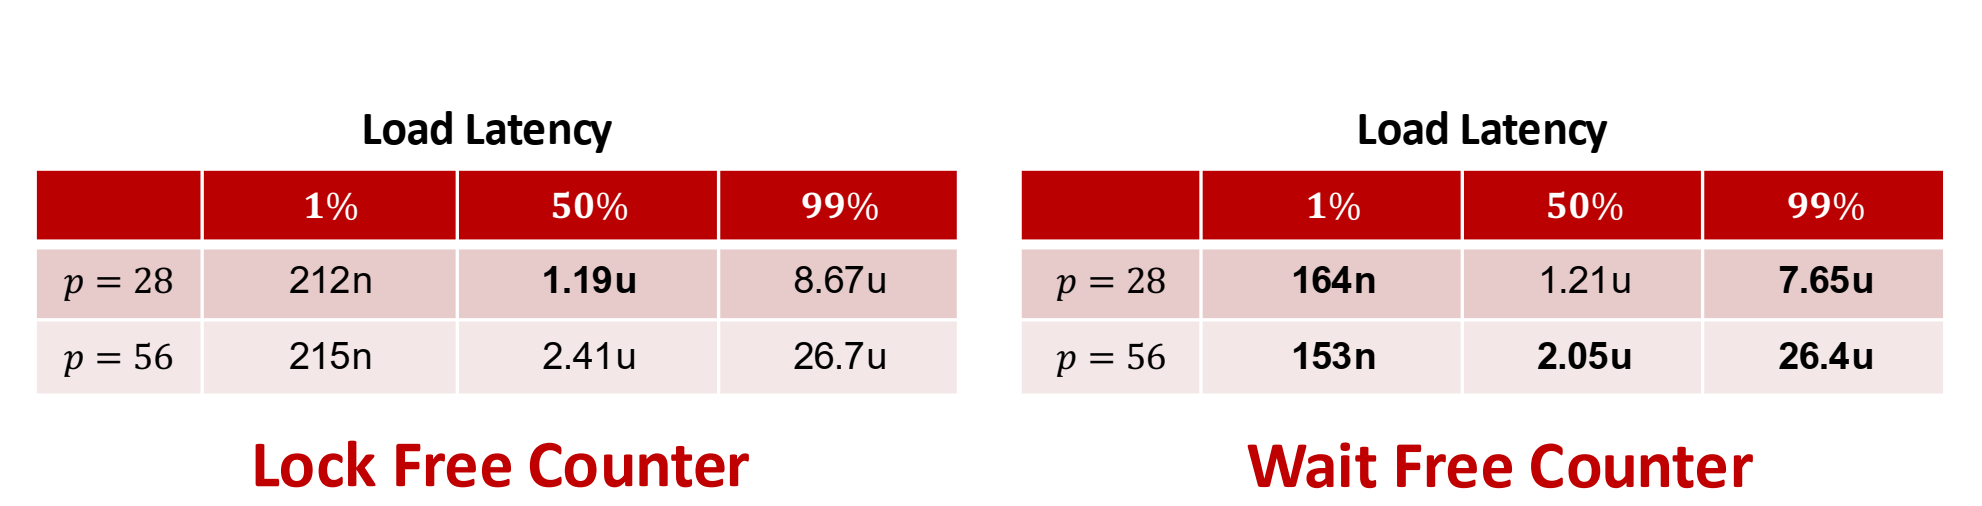 Load Latency
1% 50% 99%
p = 28 212n 1.19u 8.67u
p = 56 215n 2.41u 26.7u
Lock Free Counter
Load Latency
1% 50% 99%
p = 28 164n 1.21u 7.65u
p = 56 153n 2.05u 26.4u
Wait Free Counter